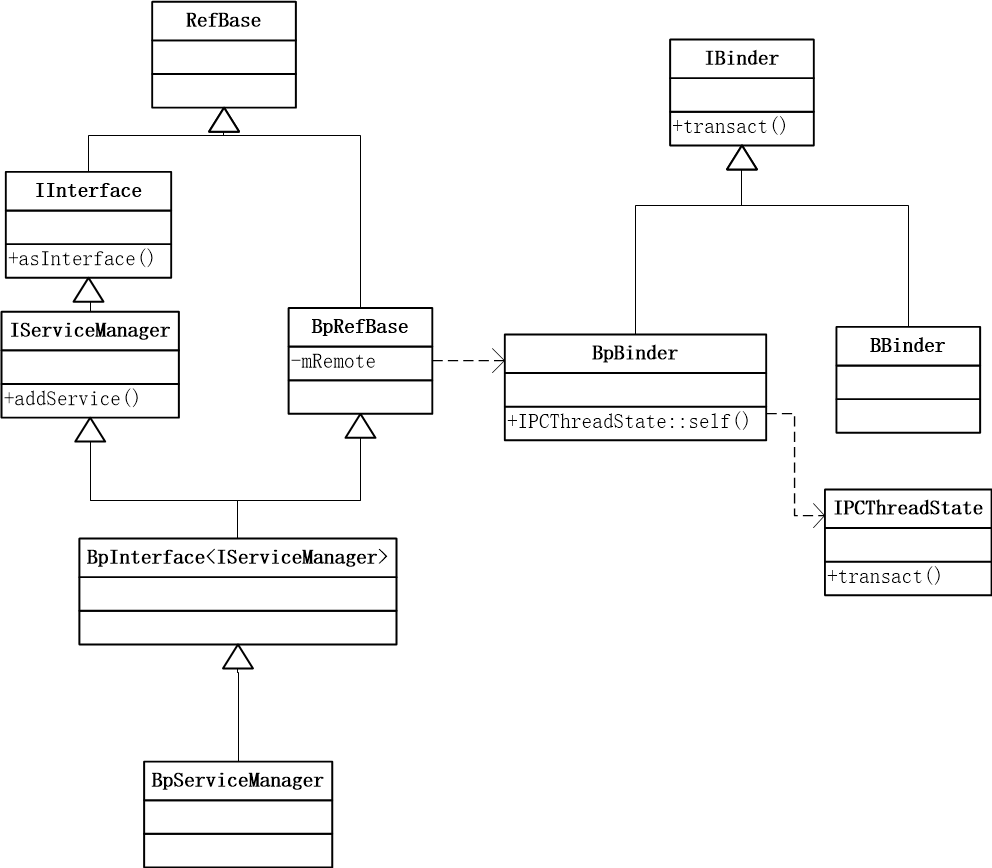 RefBase
IBinder
+transact()
IInterface
+asInterface()
IServiceManager
+addService()
BpRefBase
-mRemote
BpBinder
+IPCThreadState::self()
BBinder
IPCThreadState
+transact()
BpInterface<IServiceManager>
BpServiceManager